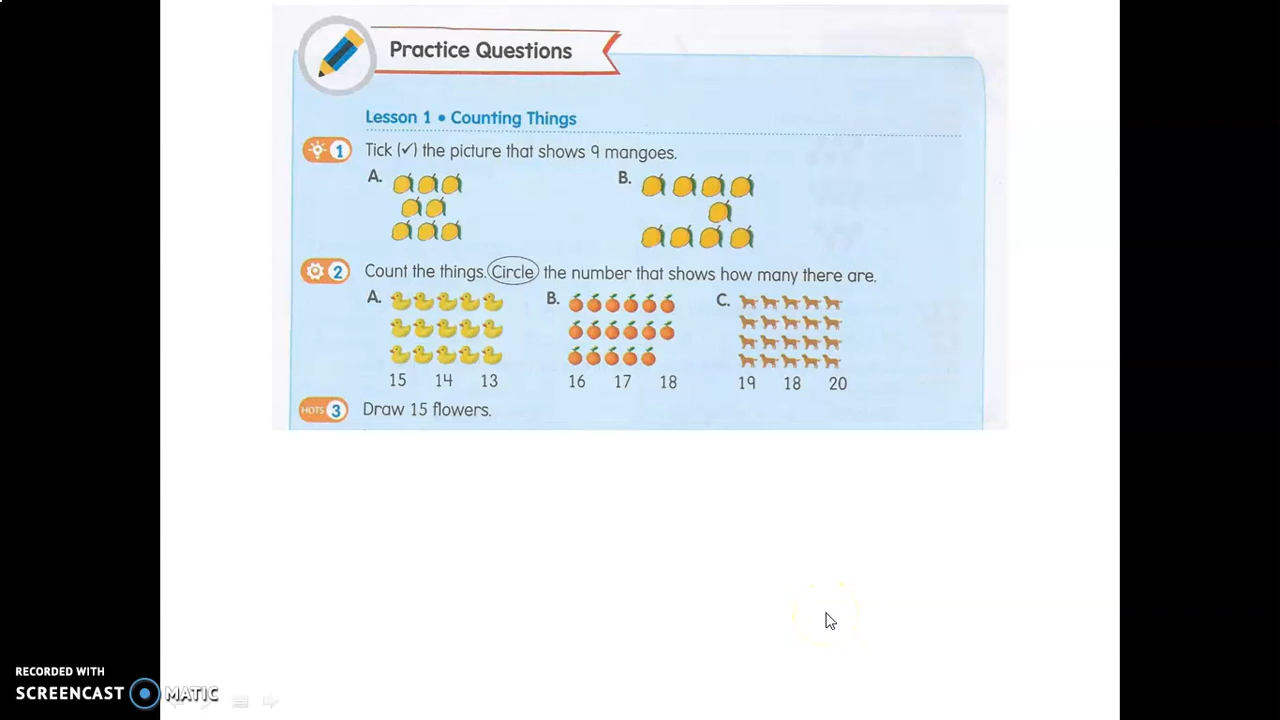 Practice Questions
Lesson 1 • Counting Things
1 Tick (✓) the picture that shows 9 mangoes.
A. B.
2 Count the things. Circle the number that shows how many there are.
A. B. C.
15 14 13 16 17 18 19 18 20
HOTS 3 Draw 15 flowers.
RECORDED WITH
SCREENCAST MATIC